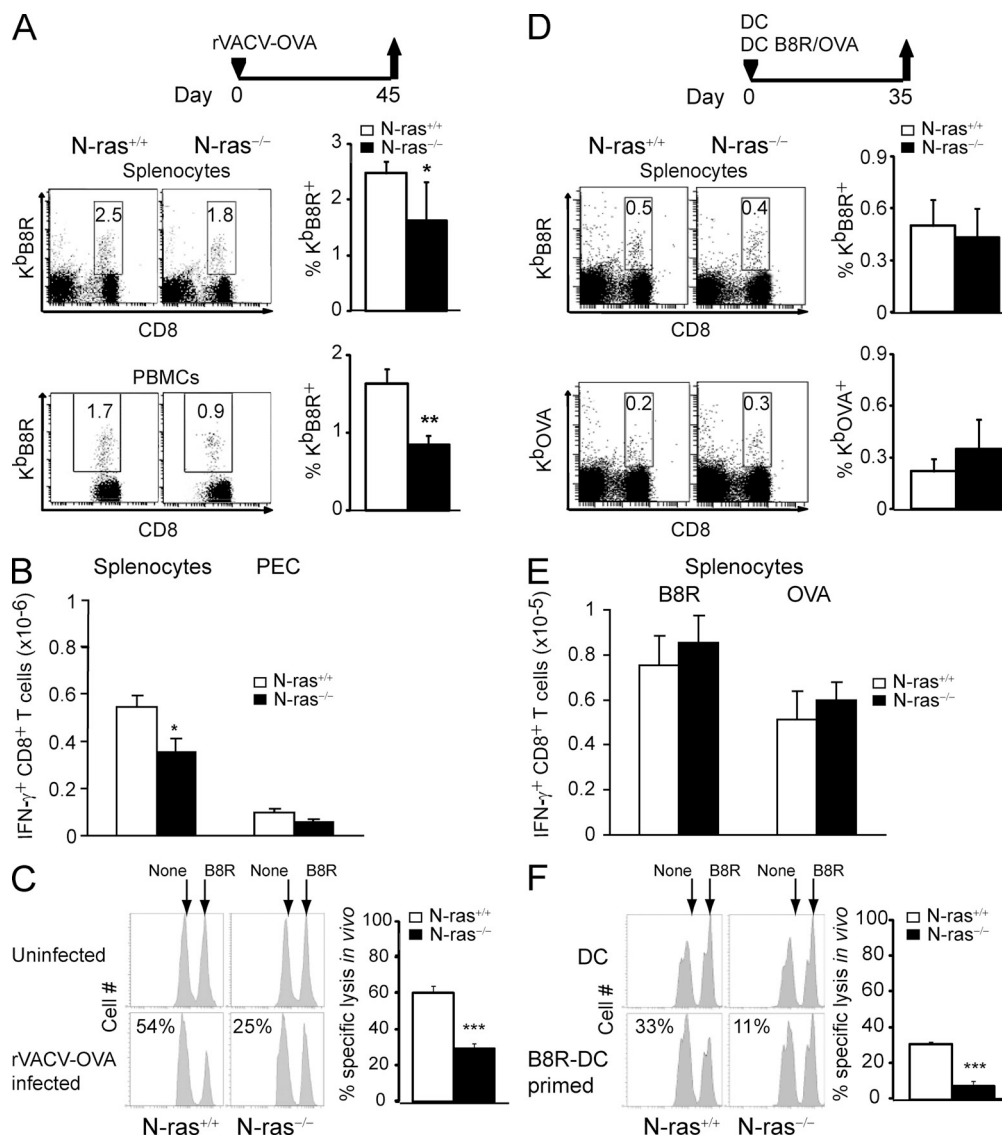 A
rVACV-OVA
Day 0 45
N-ras+/+ N-ras−/−
Splenocytes
KbB8R
2.5
1.8
CD8
N-ras+/+
N-ras−/−
% KbB8R+
3
2
1
0
*
PBMCs
KbB8R
1.7
0.9
CD8
% KbB8R+
2
1
0
**
B
Splenocytes PEC
IFN-γ+ CD8+ T cells (x10-6)
1
0.8
0.6
0.4
0.2
0
*
N-ras+/+
N-ras−/−
C
None B8R None B8R
Uninfected
Cell #
rVACV-OVA
infected
54%
25%
N-ras+/+ N-ras−/−
% specific lysis in vivo
100
80
60
40
20
0
N-ras+/+
N-ras−/−
***
D
DC
DC B8R/OVA
Day 0 35
N-ras+/+ N-ras−/−
Splenocytes
KbB8R
0.5
0.4
CD8
N-ras+/+
N-ras−/−
% KbB8R+
0.9
0.6
0.3
0
KbOVA
0.2
0.3
CD8
% KbOVA+
0.9
0.6
0.3
0
E
Splenocytes
B8R OVA
IFN-γ+ CD8+ T cells (x10-5)
1
0.8
0.6
0.4
0.2
0
N-ras+/+
N-ras−/−
F
None B8R None B8R
DC
Cell #
B8R-DC
primed
33%
11%
N-ras+/+ N-ras−/−
% specific lysis in vivo
100
80
60
40
20
0
N-ras+/+
N-ras−/−
***